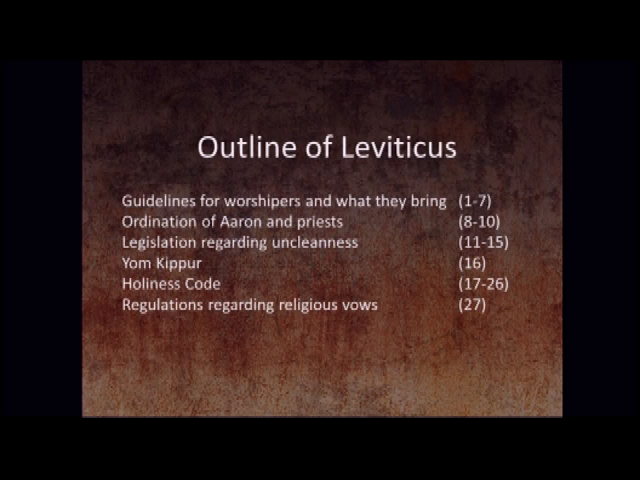 Outline of Leviticus
Guidelines for worshipers and what they bring (1-7)
Ordination of Aaron and priests (8-10)
Legislation regarding uncleanness (11-15)
Yom Kippur (16)
Holiness Code (17-26)
Regulations regarding religious vows (27)